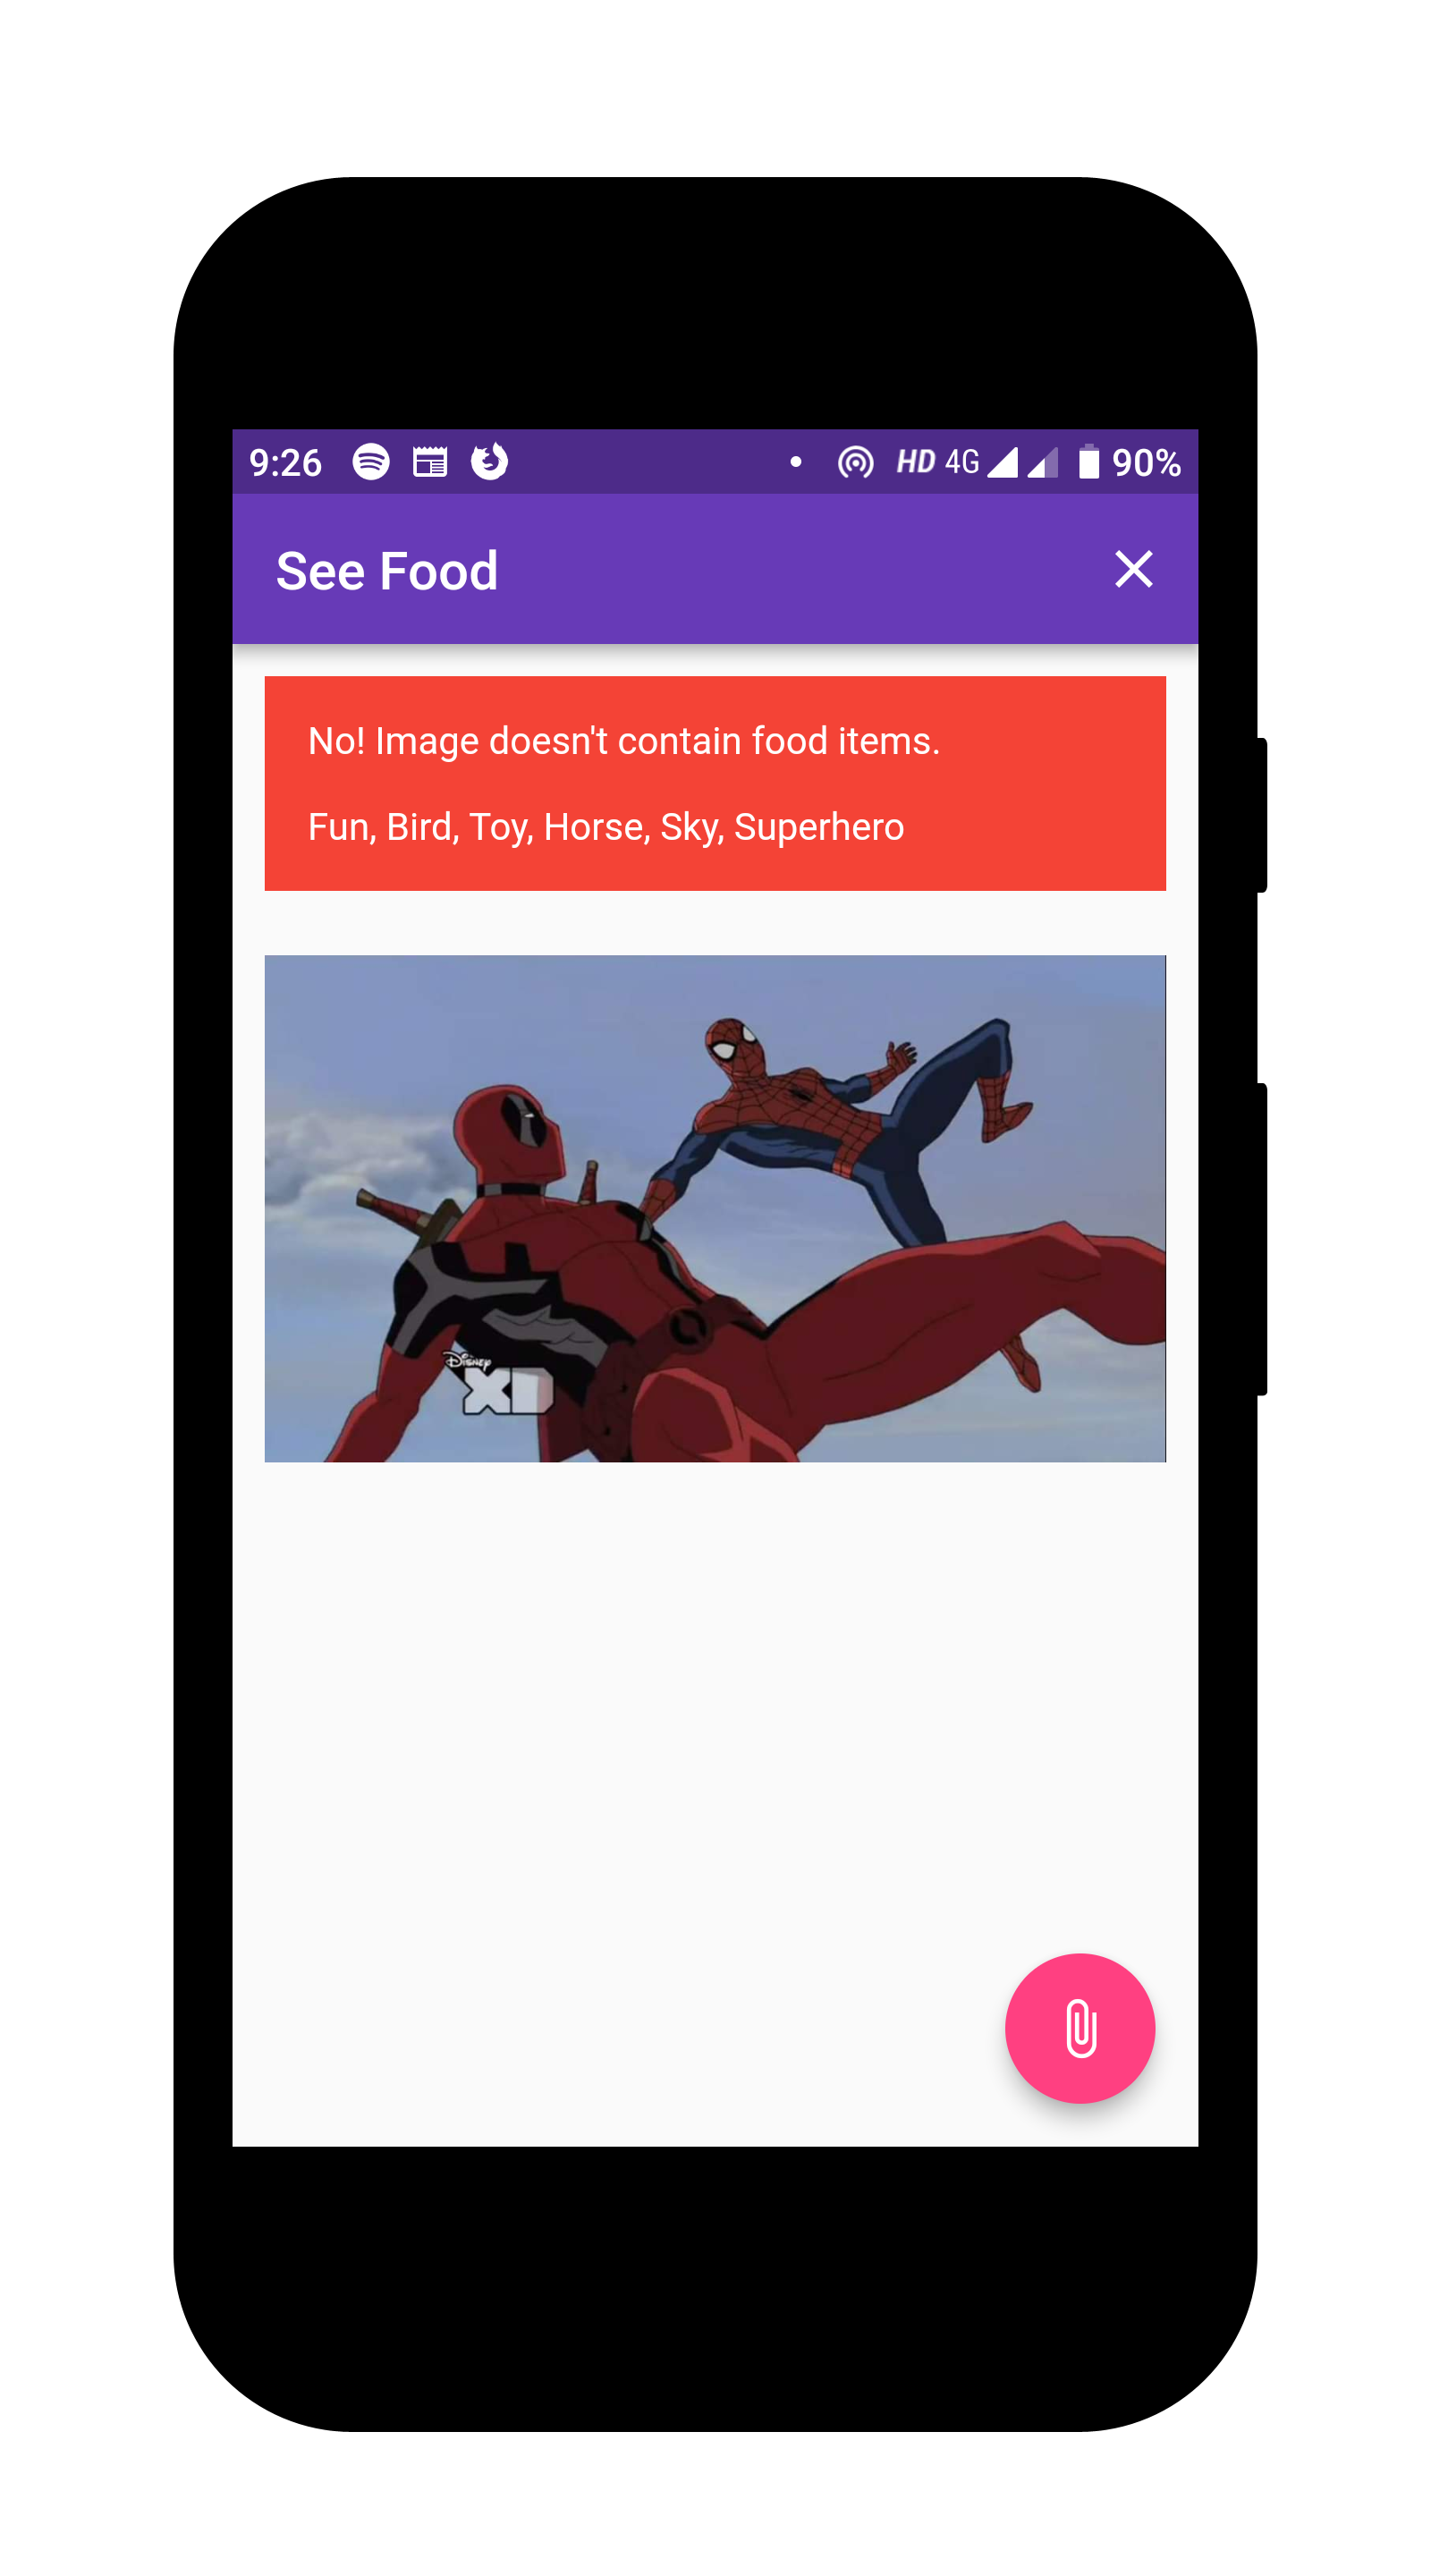 9:26 HD 4G 90%
See Food
No! Image doesn't contain food items.
Fun, Bird, Toy, Horse, Sky, Superhero
Disney
XD